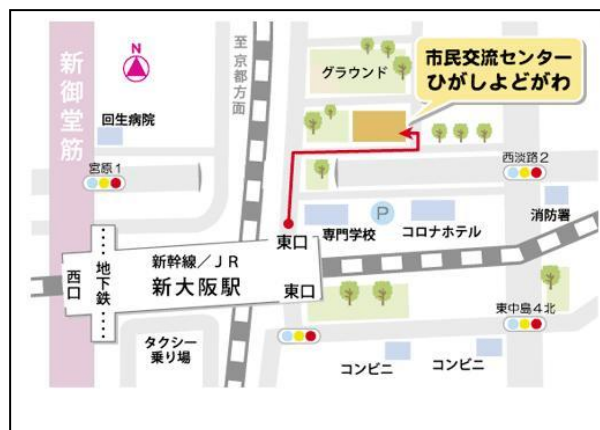 新御堂筋
N
至京都方面
グラウンド
市民交流センター
ひがしよどがわ
回生病院
宮原1
西淡路2
P
専門学校
コロナホテル
消防署
東口
新幹線/JR
新大阪駅
東口
西口
地下鉄
東中島4北
タクシー
乗り場
コンビニ
コンビニ